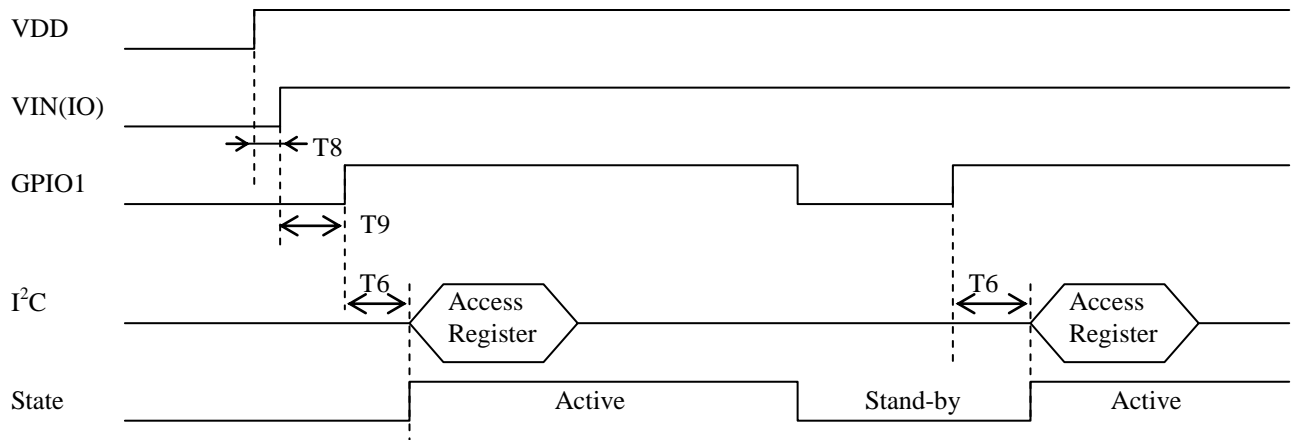 VDD
VIN(IO)
T8
GPIO1
T9
T6
T6
I²C
Access
Register
Access
Register
State
Active
Stand-by
Active